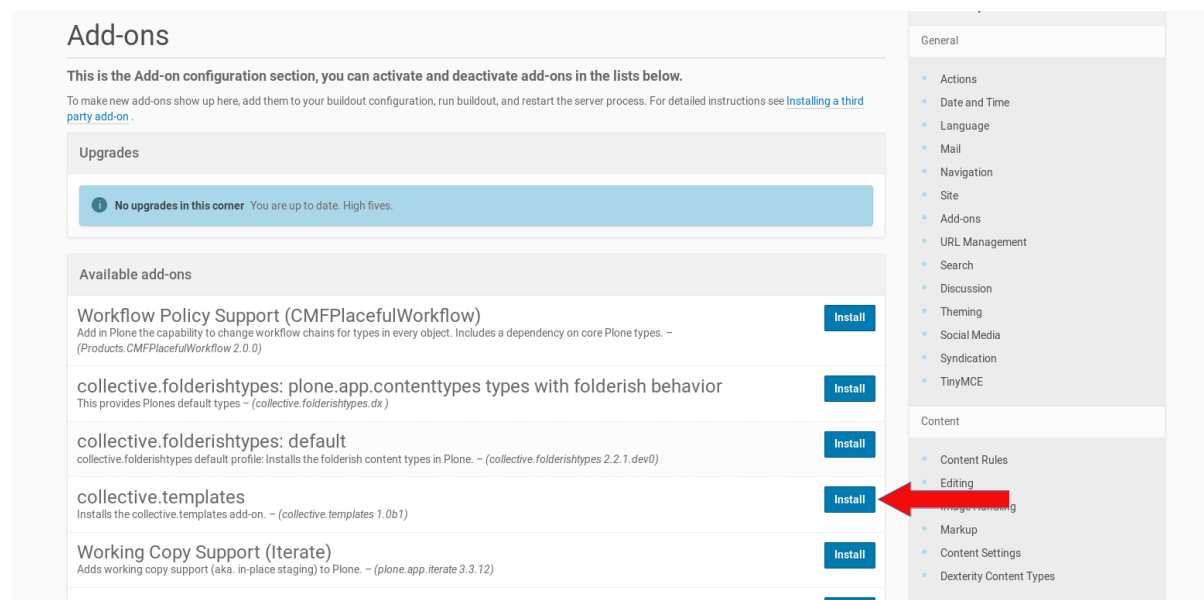 Add-ons
This is the Add-on configuration section, you can activate and deactivate add-ons in the lists below.
To make new add-ons show up here, add them to your buildout configuration, run buildout, and restart the server process. For detailed instructions see Installing a third
party add-on .
Upgrades
No upgrades in this corner You are up to date. High fives.
Available add-ons
Workflow Policy Support (CMFPlacefulWorkflow)
Install
Add in Plone the capability to change workflow chains for types in every object. Includes a dependency on core Plone types. –
(Products.CMFPlacefulWorkflow 2.0.0)
collective.folderishtypes: plone.app.contenttypes types with folderish behavior
Install
This provides Plones default types – (collective.folderishtypes.dx )
collective.folderishtypes: default
Install
collective.folderishtypes default profile: Installs the folderish content types in Plone. – (collective.folderishtypes 2.2.1.dev0)
collective.templates
Install
Installs the collective.templates add-on. – (collective.templates 1.0b1)
Working Copy Support (Iterate)
Install
Adds working copy support (aka. in-place staging) to Plone. – (plone.app.iterate 3.3.12)
General
Actions
Date and Time
Language
Mail
Navigation
Site
Add-ons
URL Management
Search
Discussion
Theming
Social Media
Syndication
TinyMCE
Content
Content Rules
Editing
Markup
Content Settings
Dexterity Content Types